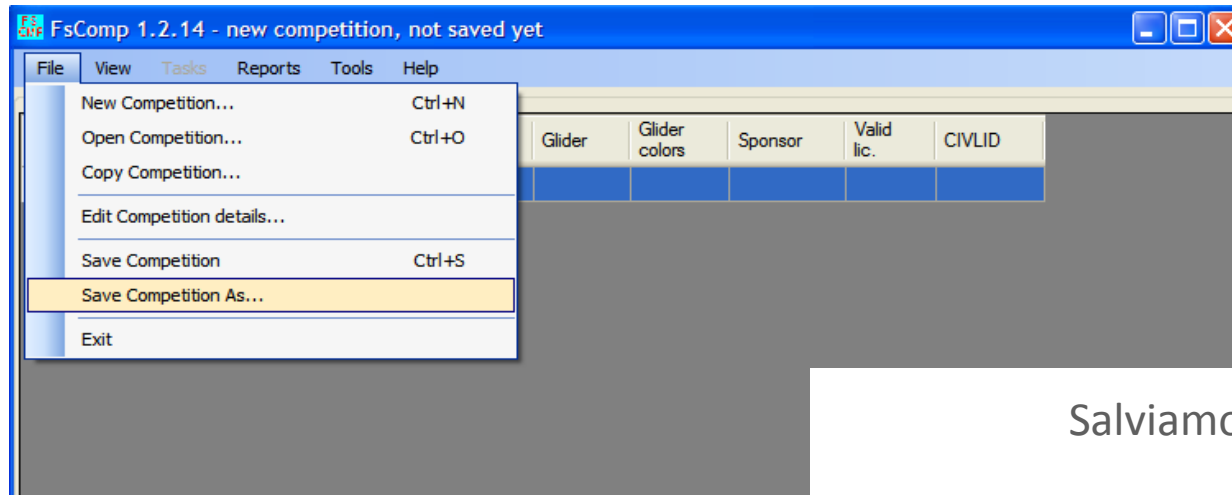 FS
CMP FsComp 1.2.14 - new competition, not saved yet
File View Tasks Reports Tools Help
New Competition... Ctrl+N
Open Competition... Ctrl+O
Copy Competition...
Edit Competition details...
Save Competition Ctrl+S
Save Competition As...
Exit
Glider Glider colors Sponsor Valid lic. CIVLID
Salviamo